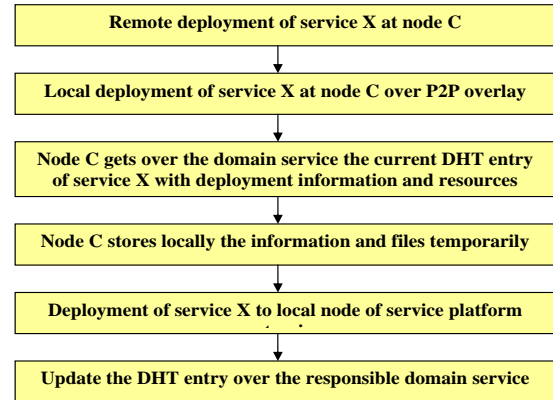 Remote deployment of service X at node C
Local deployment of service X at node C over P2P overlay
Node C gets over the domain service the current DHT entry
of service X with deployment information and resources
Node C stores locally the information and files temporarily
Deployment of service X to local node of service platform
Update the DHT entry over the responsible domain service